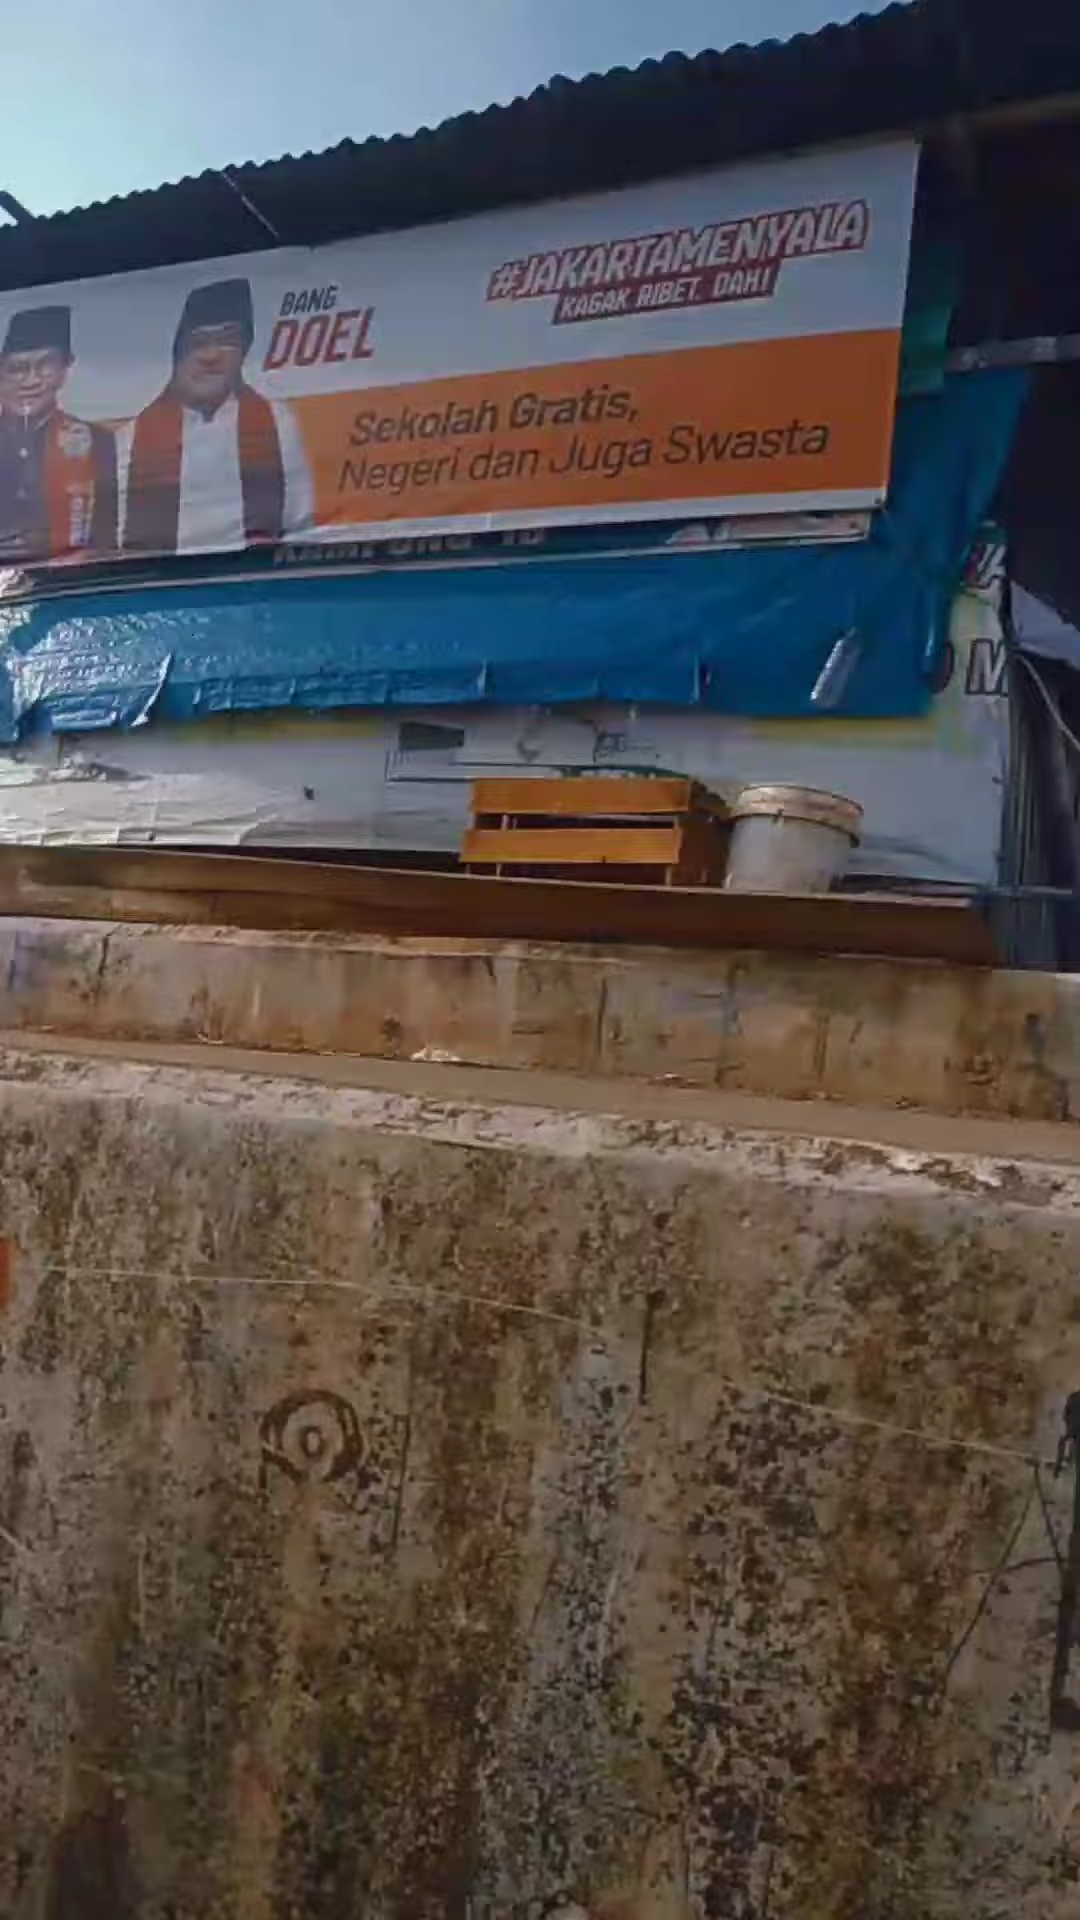 BANG
DOEL
#JAKARTAMENYALA
KAGAK RIBET. DAH!
Sekolah Gratis,
Negeri dan Juga Swasta